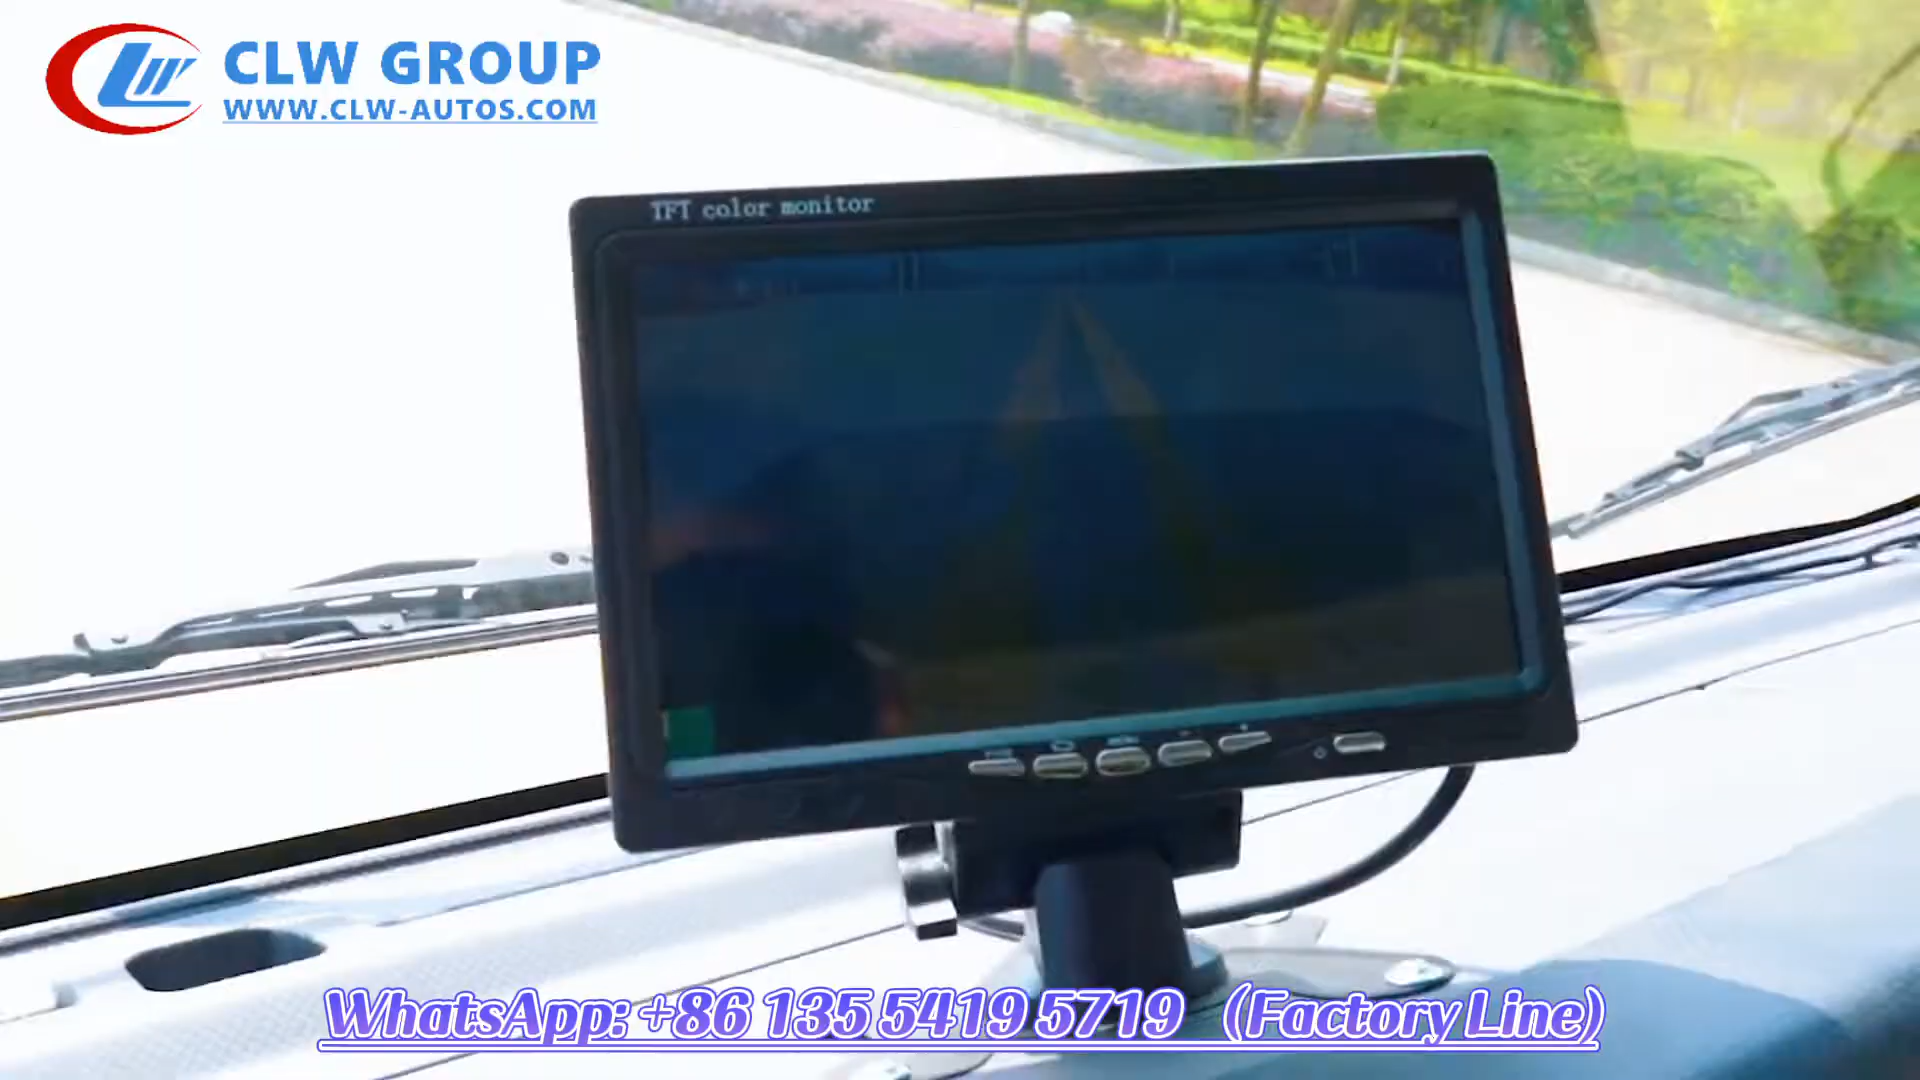 CLW GROUP
WWW.CLW-AUTOS.COM
TFT color monitor
WhatsApp: +86 135 5419 5719 （Factory Line）